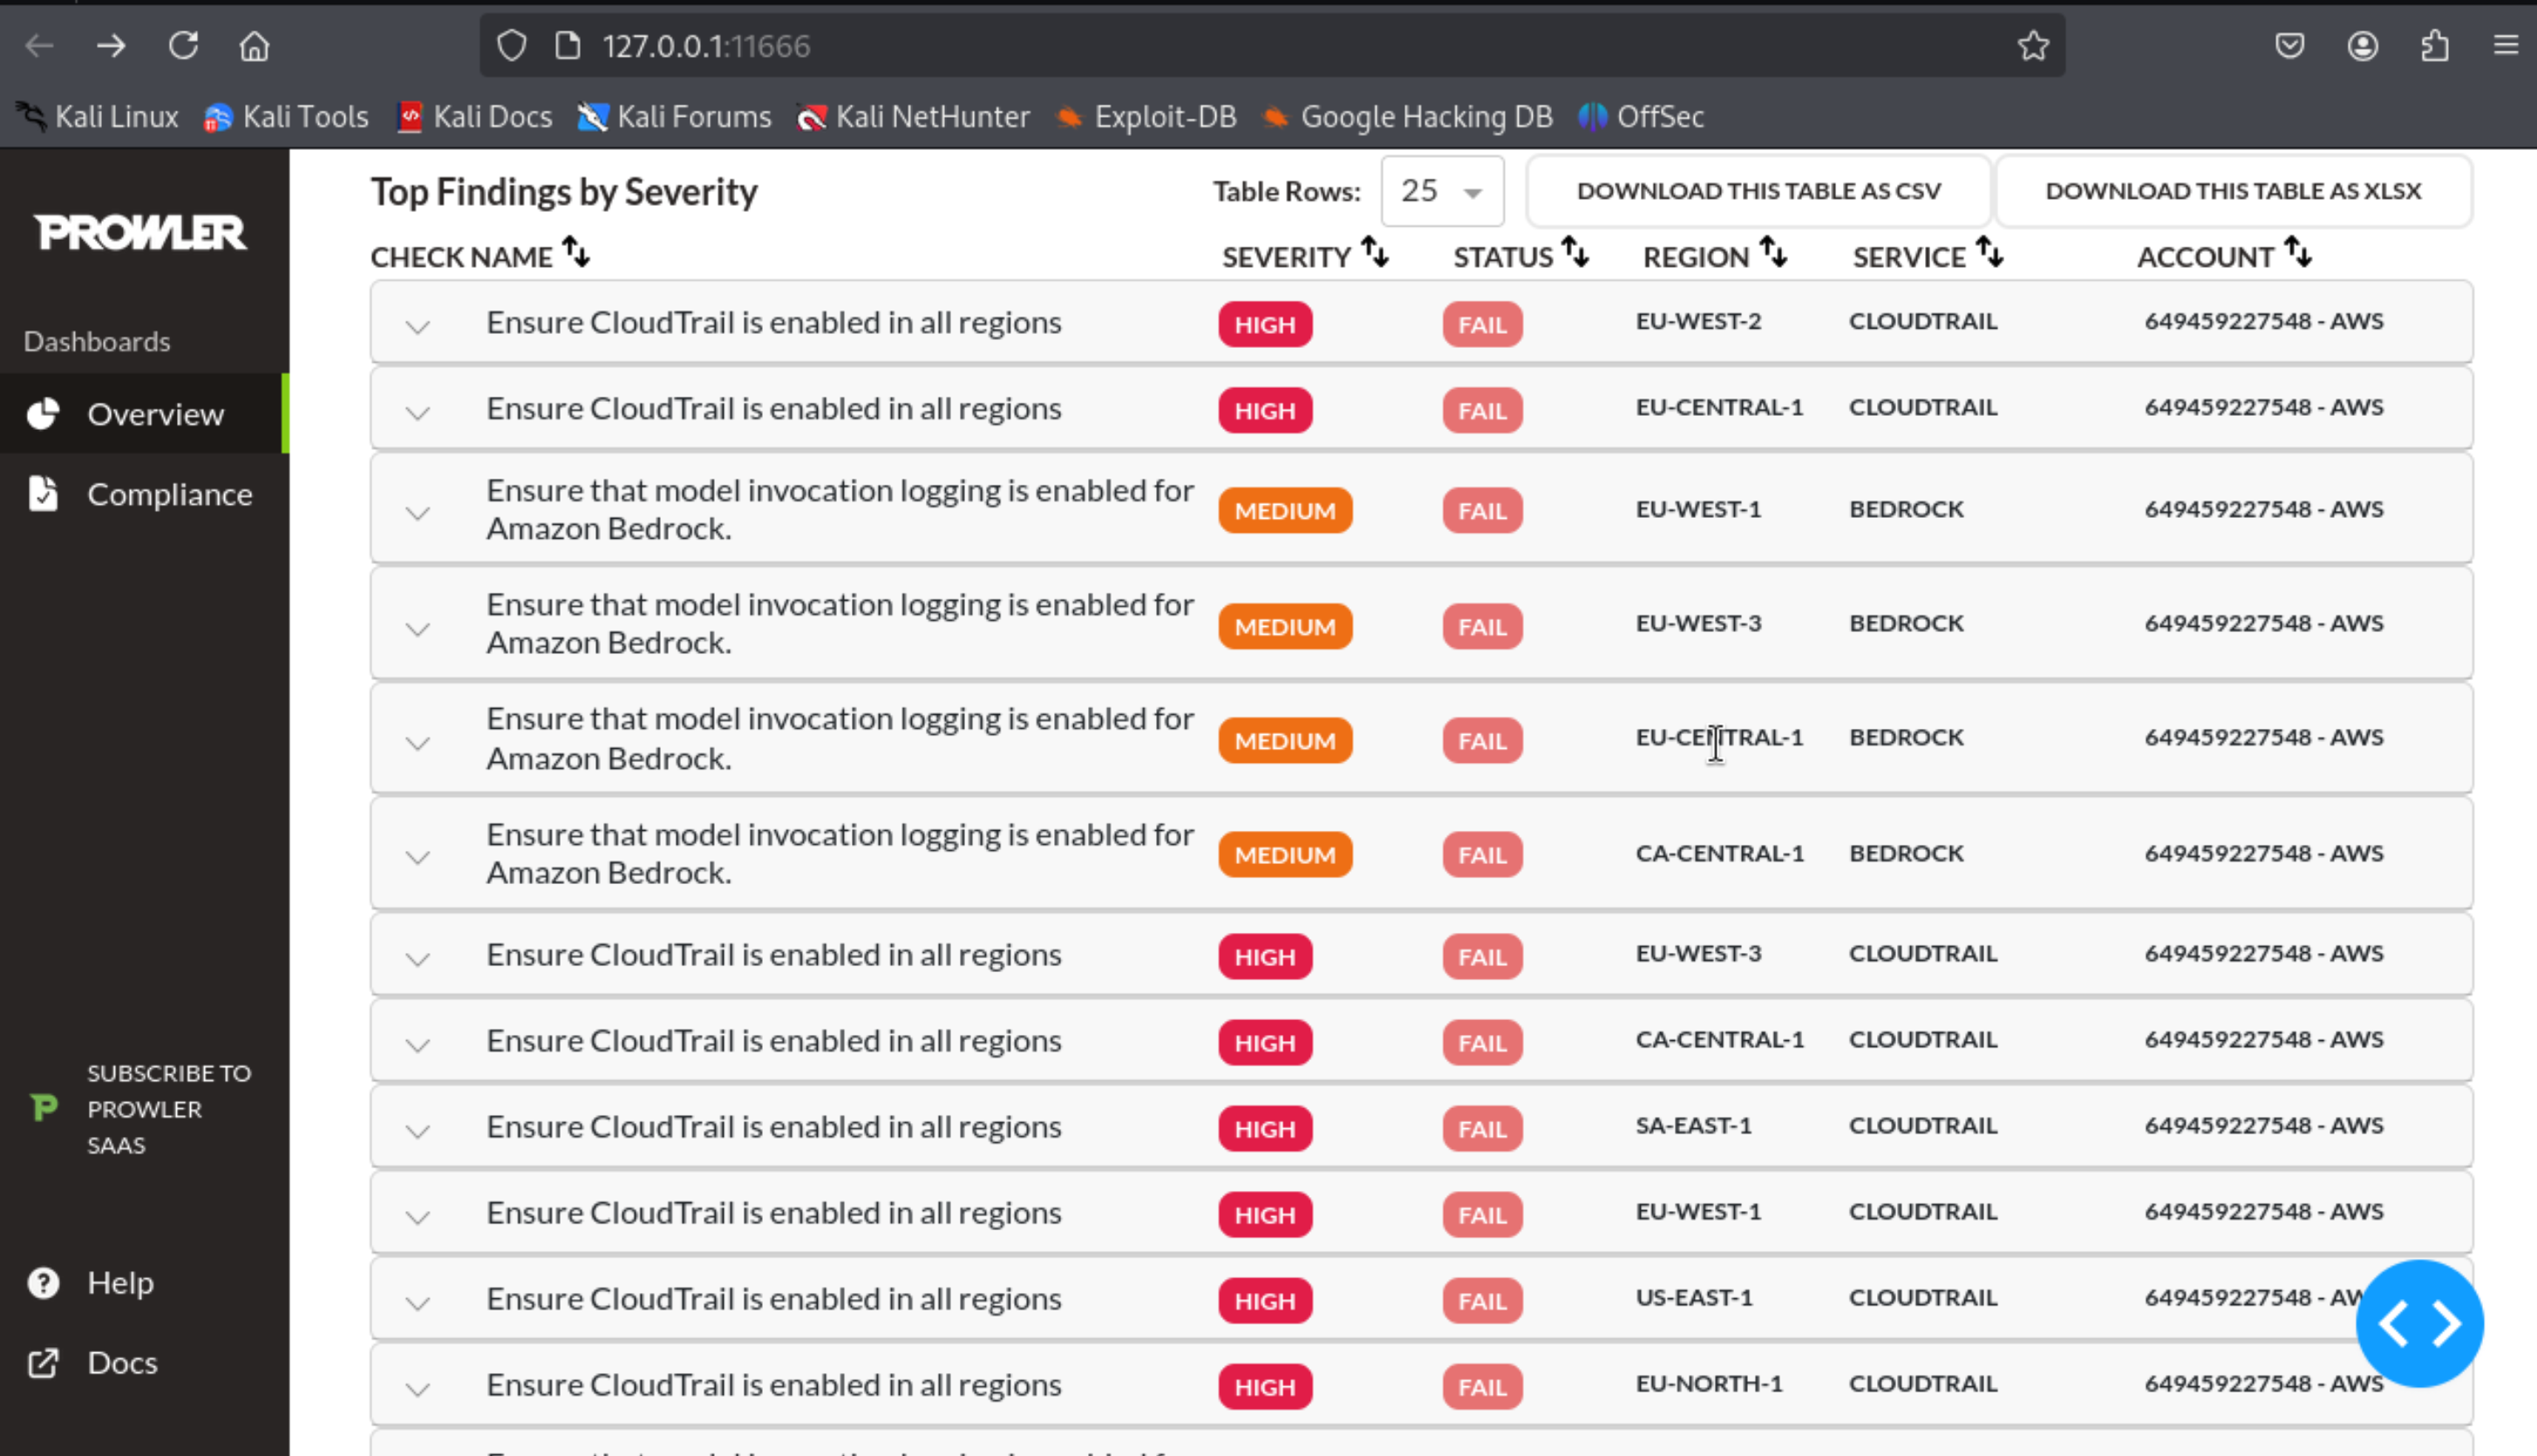 127.0.0.1:11666
Kali Linux Kali Tools Kali Docs Kali Forums Kali NetHunter Exploit-DB Google Hacking DB OffSec
PROWLER
Dashboards
Overview
Compliance
SUBSCRIBE TO
PROWLER
SAAS
Help
Docs
Top Findings by Severity Table Rows: 25 DOWNLOAD THIS TABLE AS CSV DOWNLOAD THIS TABLE AS XLSX
CHECK NAME SEVERITY STATUS REGION SERVICE ACCOUNT
Ensure CloudTrail is enabled in all regions HIGH FAIL EU-WEST-2 CLOUDTRAIL 649459227548 - AWS
Ensure CloudTrail is enabled in all regions HIGH FAIL EU-CENTRAL-1 CLOUDTRAIL 649459227548 - AWS
Ensure that model invocation logging is enabled for
Amazon Bedrock. MEDIUM FAIL EU-WEST-1 BEDROCK 649459227548 - AWS
Ensure that model invocation logging is enabled for
Amazon Bedrock. MEDIUM FAIL EU-WEST-3 BEDROCK 649459227548 - AWS
Ensure that model invocation logging is enabled for
Amazon Bedrock. MEDIUM FAIL EU-CENTRAL-1 BEDROCK 649459227548 - AWS
Ensure that model invocation logging is enabled for
Amazon Bedrock. MEDIUM FAIL CA-CENTRAL-1 BEDROCK 649459227548 - AWS
Ensure CloudTrail is enabled in all regions HIGH FAIL EU-WEST-3 CLOUDTRAIL 649459227548 - AWS
Ensure CloudTrail is enabled in all regions HIGH FAIL CA-CENTRAL-1 CLOUDTRAIL 649459227548 - AWS
Ensure CloudTrail is enabled in all regions HIGH FAIL SA-EAST-1 CLOUDTRAIL 649459227548 - AWS
Ensure CloudTrail is enabled in all regions HIGH FAIL EU-WEST-1 CLOUDTRAIL 649459227548 - AWS
Ensure CloudTrail is enabled in all regions HIGH FAIL US-EAST-1 CLOUDTRAIL 649459227548 -
Ensure CloudTrail is enabled in all regions HIGH FAIL EU-NORTH-1 CLOUDTRAIL 649459227548 - AWS